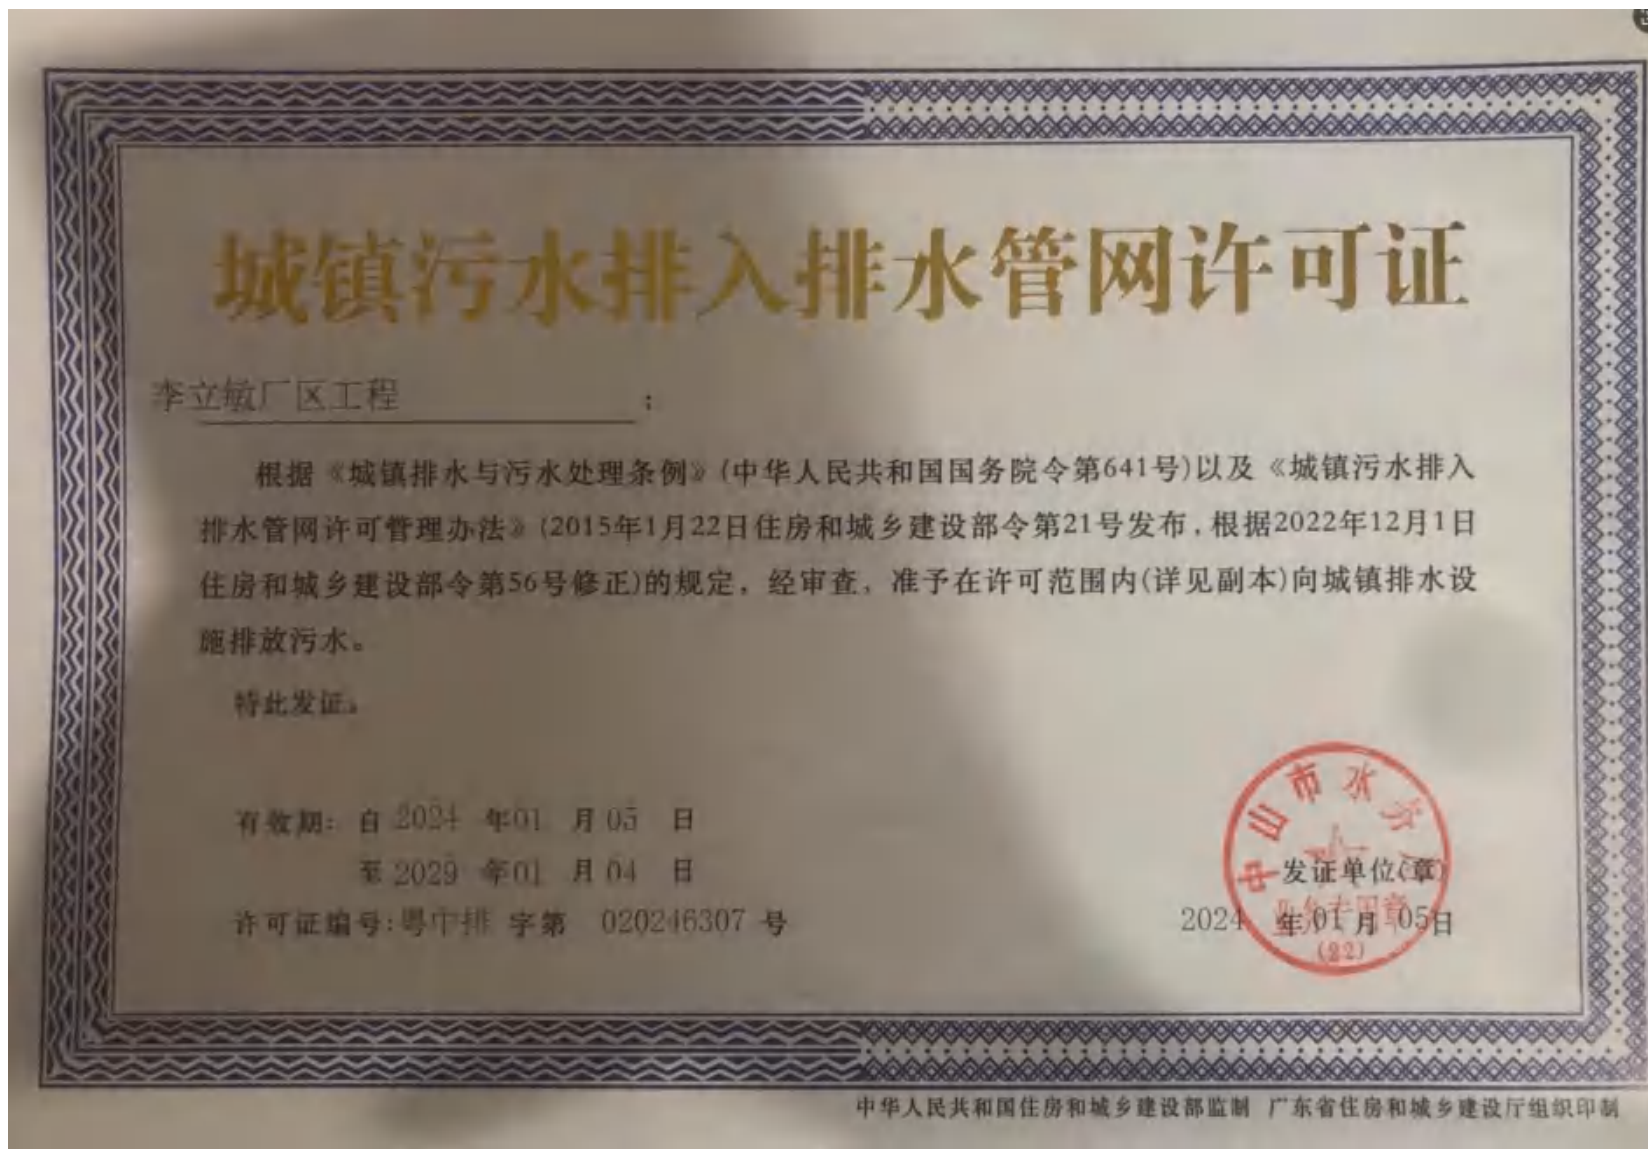 城镇污水排入排水管网许可证
李立敏厂区工程：
根据《城镇排水与污水处理条例》(中华人民共和国国务院令第641号)以及《城镇污水排入
排水管网许可管理办法》(2015年1月22日住房和城乡建设部令第21号发布,根据2022年12月1日
住房和城乡建设部令第56号修正)的规定，经审查，准予在许可范围内(详见副本)向城镇排水设
施排放污水。
特此发证。
有效期：自 2024 年 01 月 05 日
至 2029 年 01 月 04 日
许可证编号:粤中排 字第 020246307 号
中山市水务
发证单位(章)
2024 年 01 月 05 日
(22)
中华人民共和国住房和城乡建设部监制 广东省住房和城乡建设厅组织印制